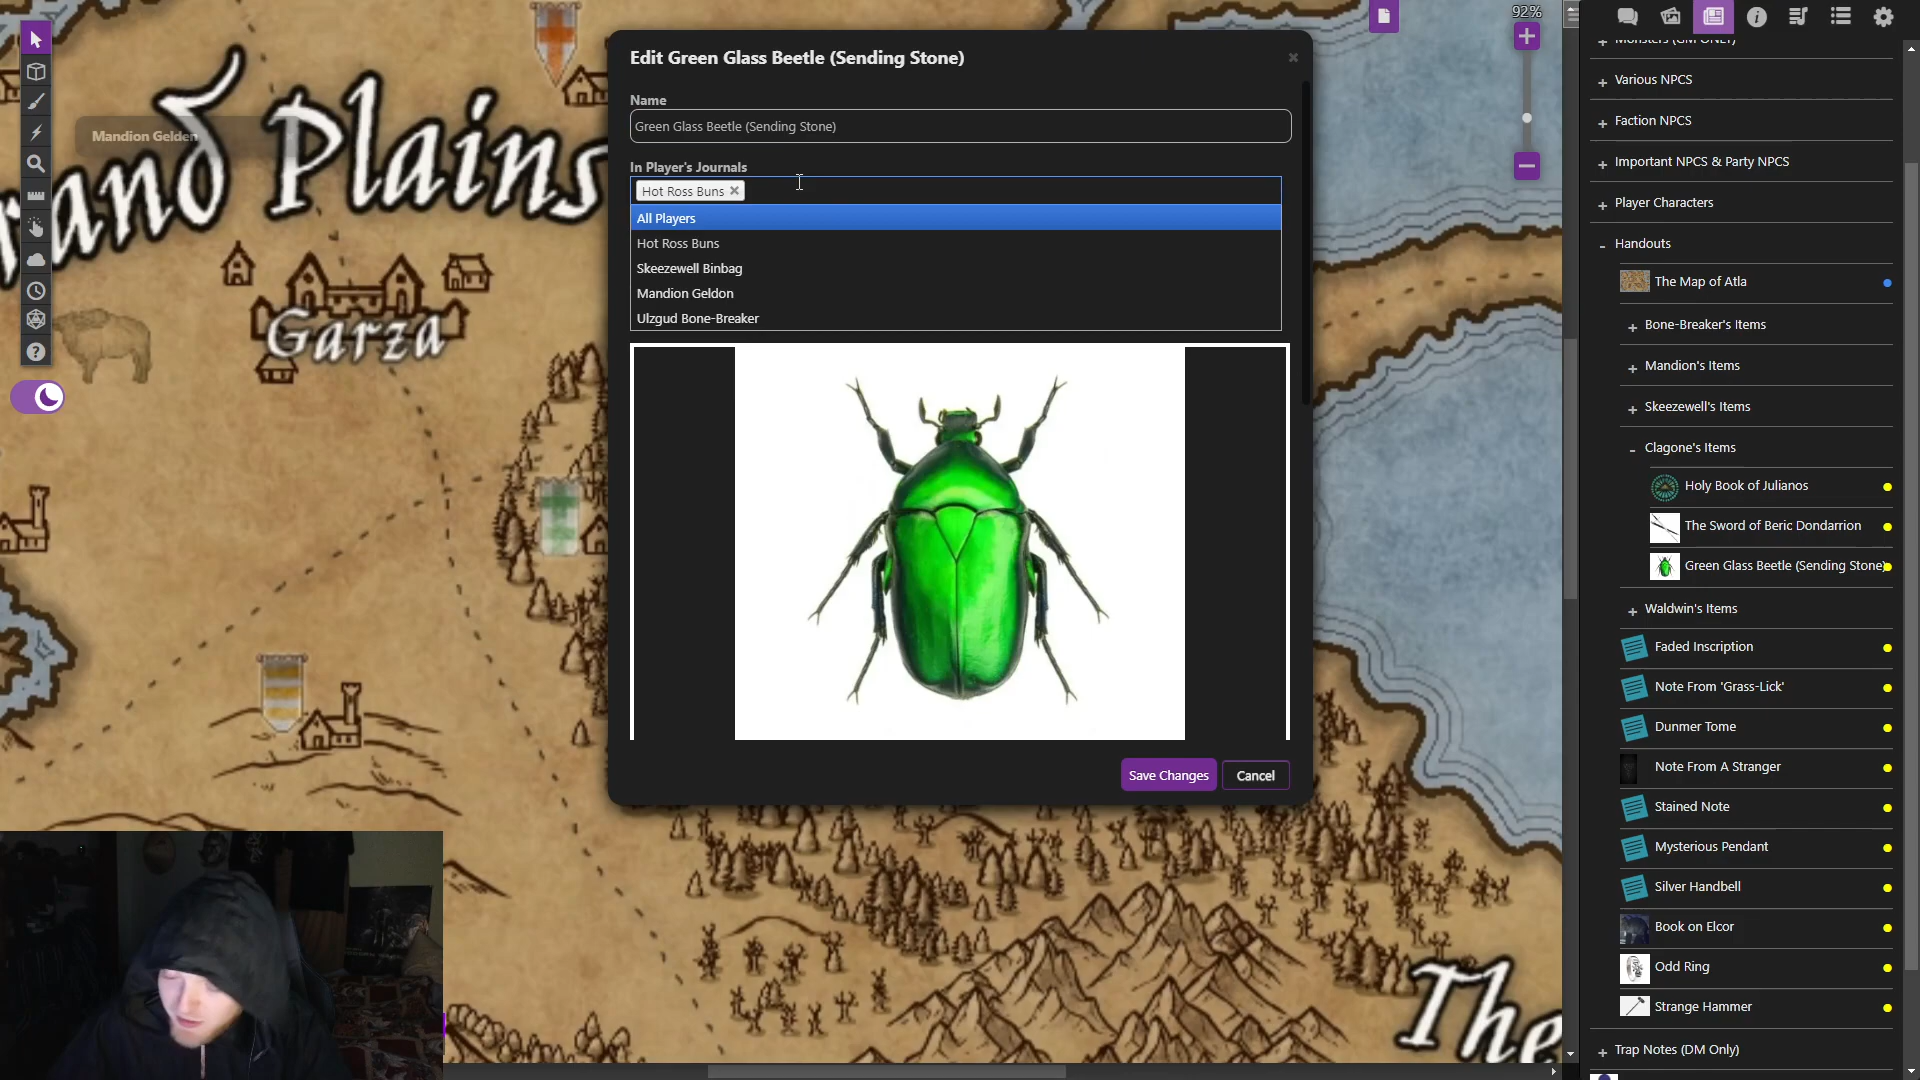 92%
Edit Green Glass Beetle (Sending Stone)
Name
Green Glass Beetle (Sending Stone)
In Player's Journals
Hot Ross Buns
All Players
Hot Ross Buns
Skeezewell Binbag
Mandion Geldon
Ulzgud Bone-Breaker
Save Changes
Cancel
Mandion Gelden
rand Plains
Garza
The
Monsters (GM ONLY)
Various NPCS
Faction NPCS
Important NPCS & Party NPCS
Player Characters
Handouts
The Map of Atla
Bone-Breaker's Items
Mandion's Items
Skeezewell's Items
Clagone's Items
Holy Book of Julianos
The Sword of Beric Dondarrion
Green Glass Beetle (Sending Stone)
Waldwin's Items
Faded Inscription
Note From 'Grass-Lick'
Dunmer Tome
Note From A Stranger
Stained Note
Mysterious Pendant
Silver Handbell
Book on Elcor
Odd Ring
Strange Hammer
Trap Notes (DM Only)